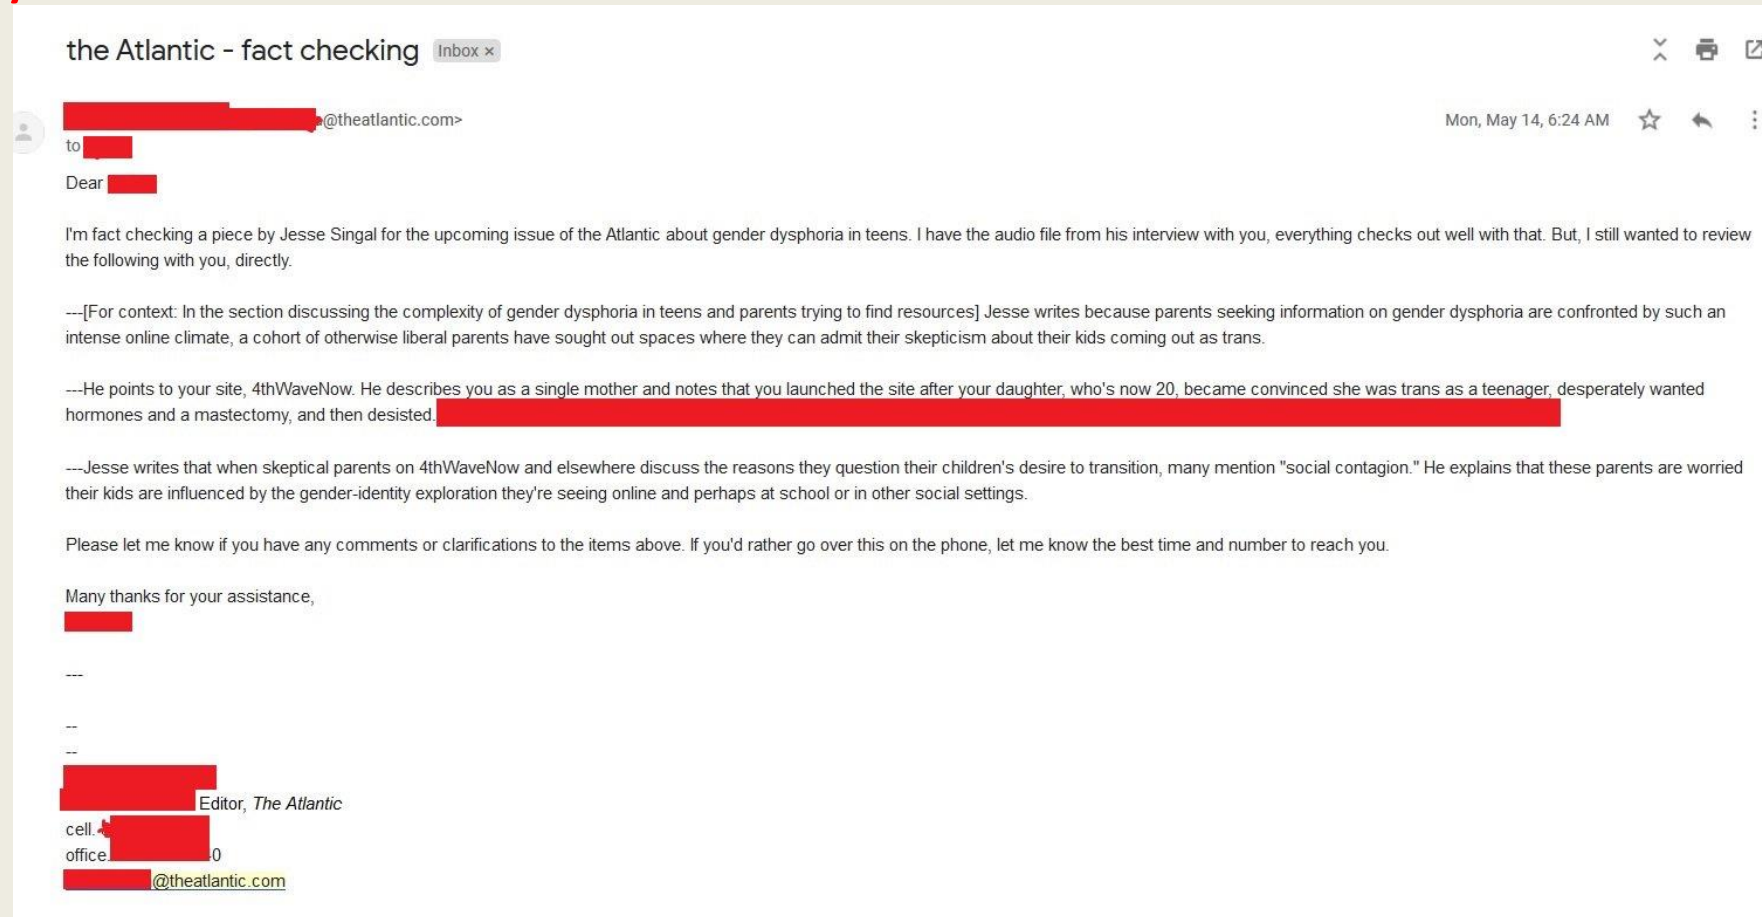 the Atlantic - fact checking Inbox ×
@theatlantic.com>
Mon, May 14, 6:24 AM
to
Dear
I'm fact checking a piece by Jesse Singal for the upcoming issue of the Atlantic about gender dysphoria in teens. I have the audio file from his interview with you, everything checks out well with that. But, I still wanted to review
the following with you, directly.
---[For context: In the section discussing the complexity of gender dysphoria in teens and parents trying to find resources] Jesse writes because parents seeking information on gender dysphoria are confronted by such an
intense online climate, a cohort of otherwise liberal parents have sought out spaces where they can admit their skepticism about their kids coming out as trans.
---He points to your site, 4thWaveNow. He describes you as a single mother and notes that you launched the site after your daughter, who's now 20, became convinced she was trans as a teenager, desperately wanted
hormones and a mastectomy, and then desisted.
---Jesse writes that when skeptical parents on 4thWaveNow and elsewhere discuss the reasons they question their children's desire to transition, many mention "social contagion." He explains that these parents are worried
their kids are influenced by the gender-identity exploration they're seeing online and perhaps at school or in other social settings.
Please let me know if you have any comments or clarifications to the items above. If you'd rather go over this on the phone, let me know the best time and number to reach you.
Many thanks for your assistance,
---
--
--
Editor, The Atlantic
cell.
office. 0
@theatlantic.com